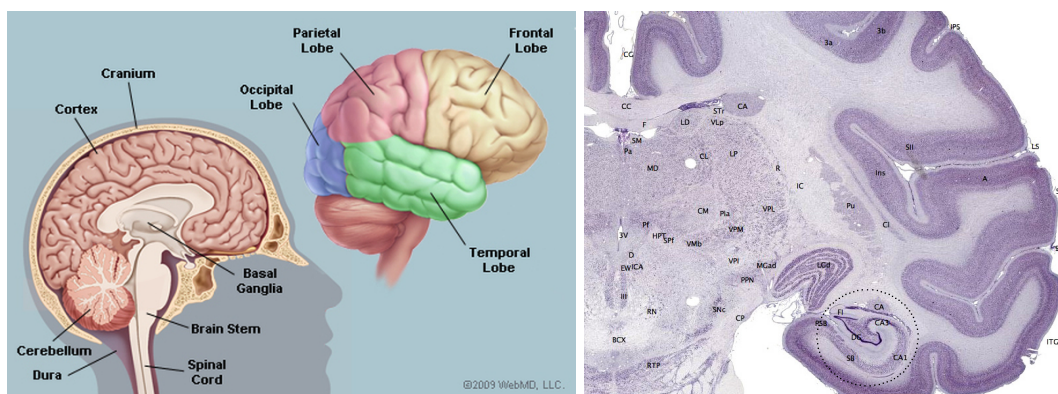 Parietal
Lobe
Frontal
Lobe
Cranium
Occipital
Lobe
Cortex
Temporal
Lobe
Basal
Ganglia
Brain Stem
Cerebellum
Spinal
Cord
Dura
©2009 WebMD, LLC.
CG
3a
3b
IPS
CC
STr
CA
F
LD
VLp
SM
Pa
MD
CL
LP
R
SII
LS
IC
Ins
A
Pu
CM
Pla
VPL
3V
Pf
HPT
SPf
VMb
VPM
Cl
D
EW
ICA
VPI
MGad
LGd
PPN
III
RN
SNc
CP
FI
CA
CA3
DG
SB
CA1
BCX
RTP
ITG